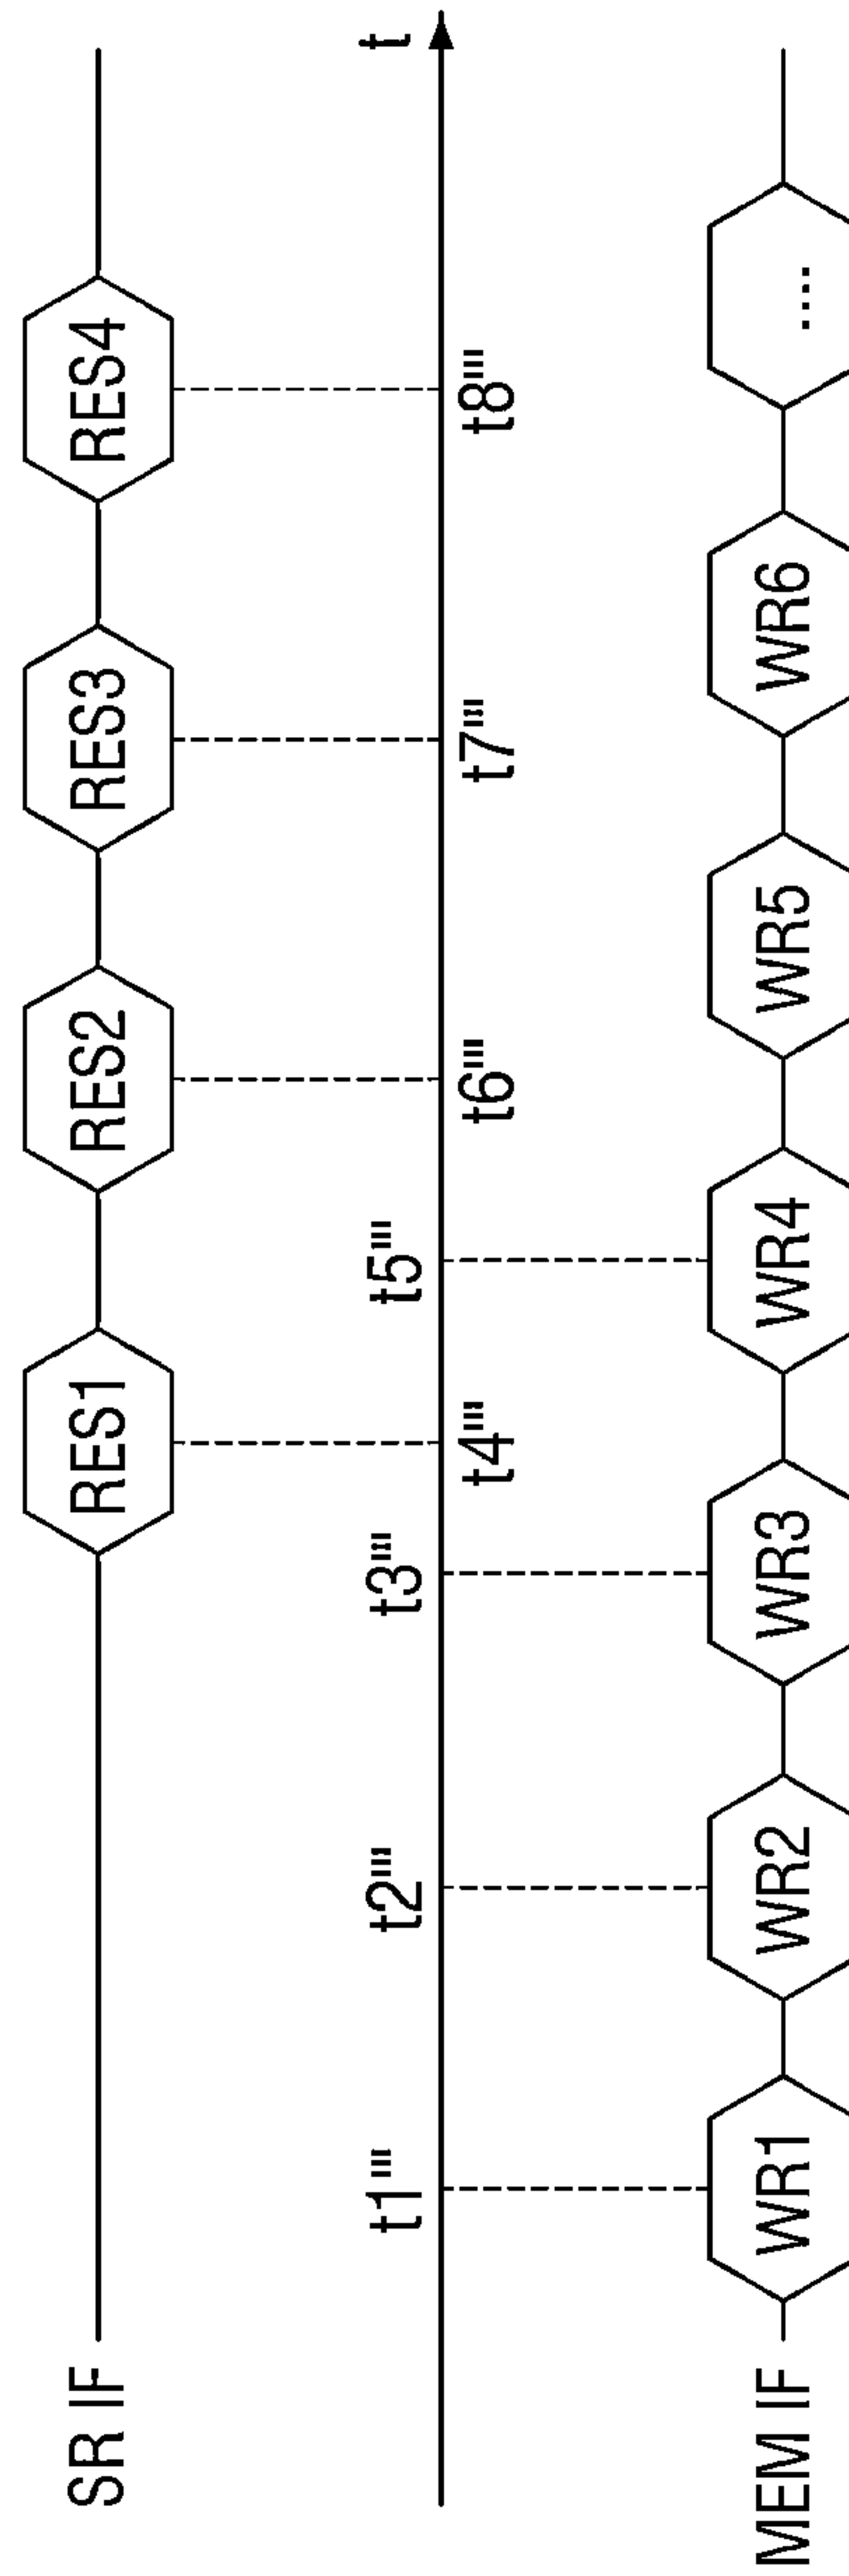 SR IF RES1 RES2 RES3 RES4
t1''' t2''' t3''' t5''' t
t4''' t6''' t7''' t8'''
MEM IF WR1 WR2 WR3 WR4 WR5 WR6 ....